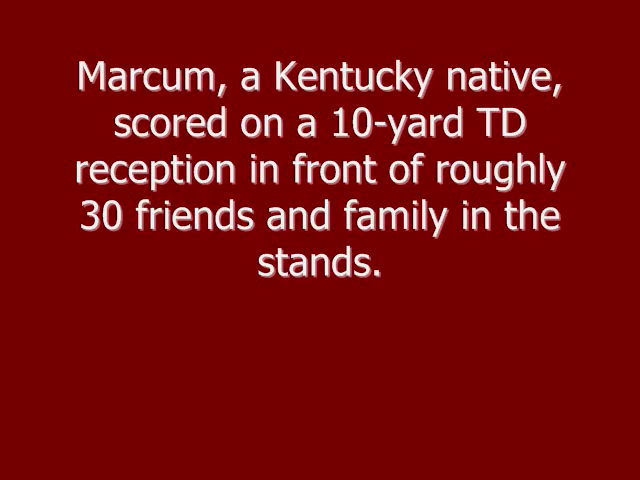 Marcum, a Kentucky native,
scored on a 10-yard TD
reception in front of roughly
30 friends and family in the
stands.